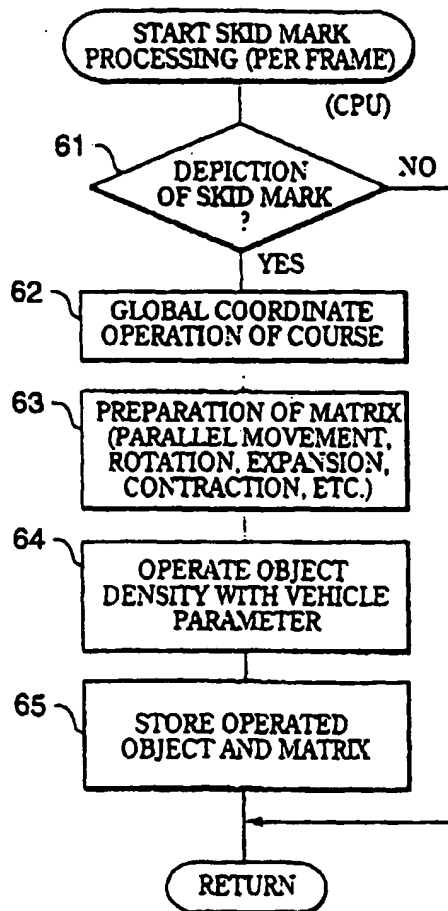 START SKID MARK
PROCESSING (PER FRAME)
(CPU)
61
DEPICTION
OF SKID MARK
?
NO
YES
62
GLOBAL COORDINATE
OPERATION OF COURSE
63
PREPARATION OF MATRIX
(PARALLEL MOVEMENT,
ROTATION, EXPANSION,
CONTRACTION, ETC.)
64
OPERATE OBJECT
DENSITY WITH VEHICLE
PARAMETER
65
STORE OPERATED
OBJECT AND MATRIX
RETURN